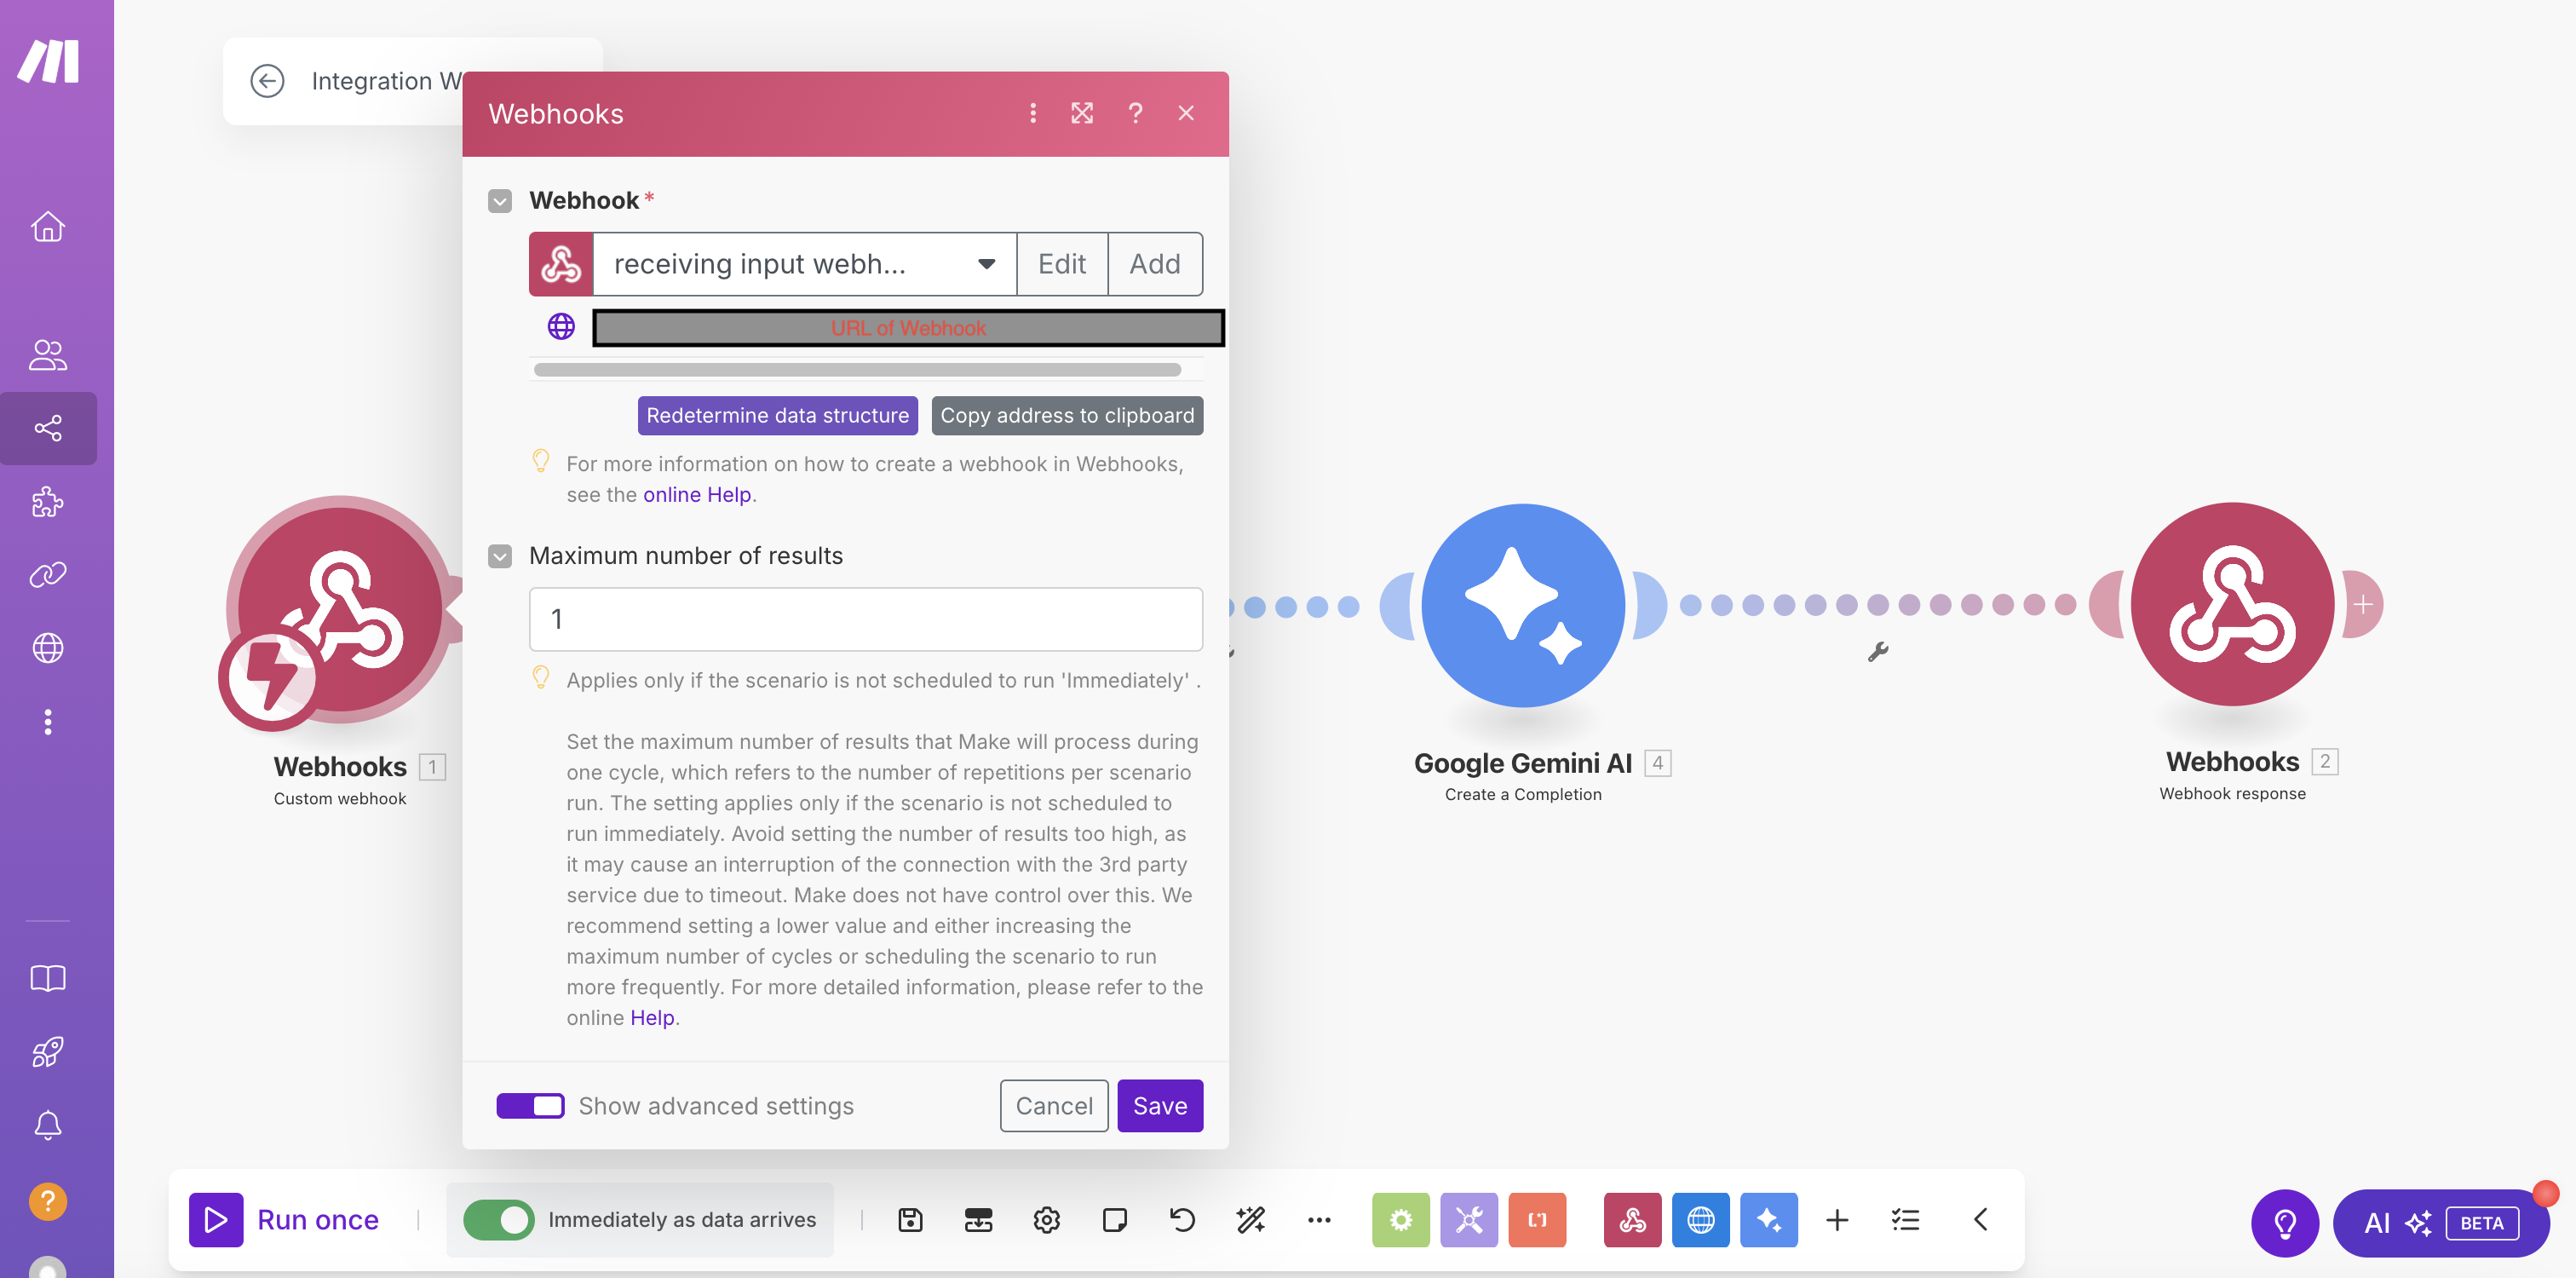 Integration W
Webhooks
?
Webhook *
receiving input webh...
Edit
Add
URL of Webhook
Redetermine data structure
Copy address to clipboard
For more information on how to create a webhook in Webhooks,
see the online Help.
Maximum number of results
1
Applies only if the scenario is not scheduled to run 'Immediately' .
Set the maximum number of results that Make will process during
one cycle, which refers to the number of repetitions per scenario
run. The setting applies only if the scenario is not scheduled to
run immediately. Avoid setting the number of results too high, as
it may cause an interruption of the connection with the 3rd party
service due to timeout. Make does not have control over this. We
recommend setting a lower value and either increasing the
maximum number of cycles or scheduling the scenario to run
more frequently. For more detailed information, please refer to the
online Help.
Show advanced settings
Cancel
Save
Webhooks 1
Custom webhook
Google Gemini AI 4
Create a Completion
Webhooks 2
Webhook response
?
Run once
Immediately as data arrives
AI BETA